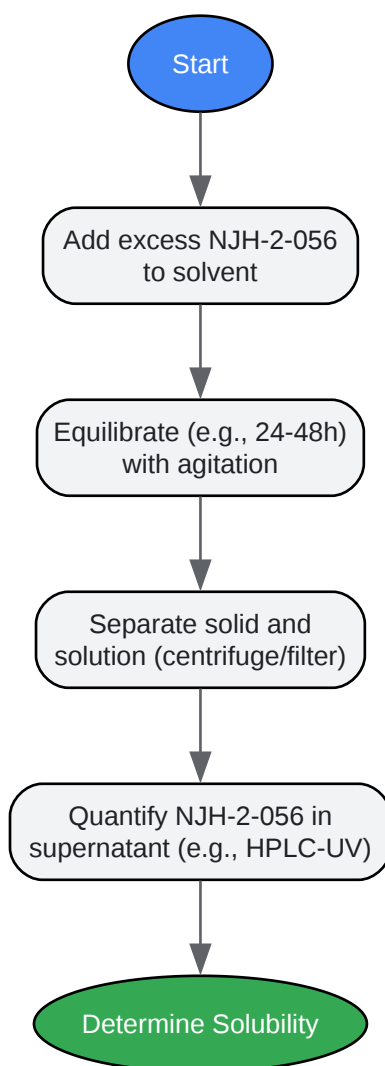 Start
Add excess NJH-2-056
to solvent
Equilibrate (e.g., 24-48h)
with agitation
Separate solid and
solution (centrifuge/filter)
Quantify NJH-2-056 in
supernatant (e.g., HPLC-UV)
Determine Solubility